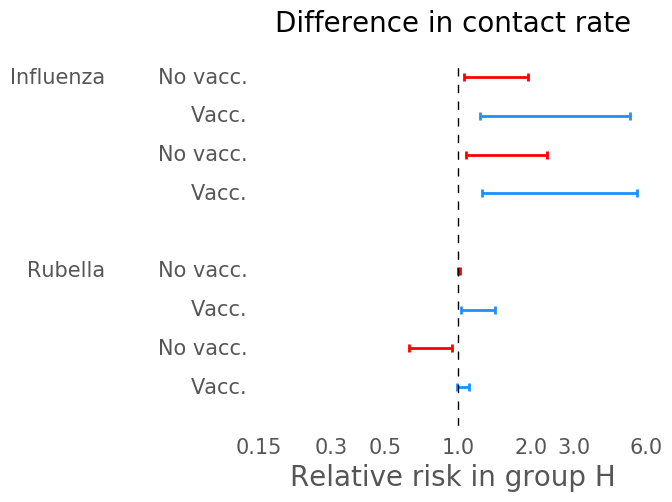 Difference in contact rate
Influenza No vacc.
Vacc.
No vacc.
Vacc.
Rubella No vacc.
Vacc.
No vacc.
Vacc.
0.15 0.3 0.5 1.0 2.0 3.0 6.0
Relative risk in group H